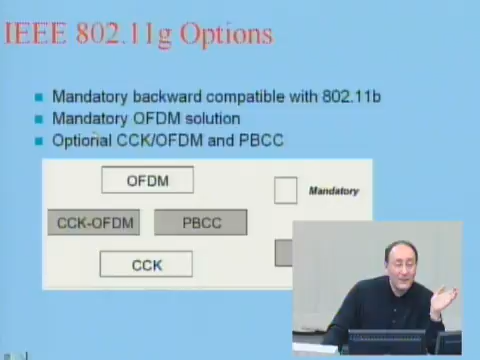 IEEE 802.11g Options
Mandatory backward compatible with 802.11b
Mandatory OFDM solution
Optional CCK/OFDM and PBCC
OFDM
Mandatory
CCK-OFDM
PBCC
CCK